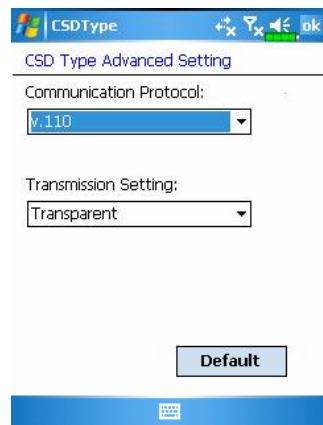 CSDType ok
CSD Type Advanced Setting
Communication Protocol:
v.110
Transmission Setting:
Transparent
Default